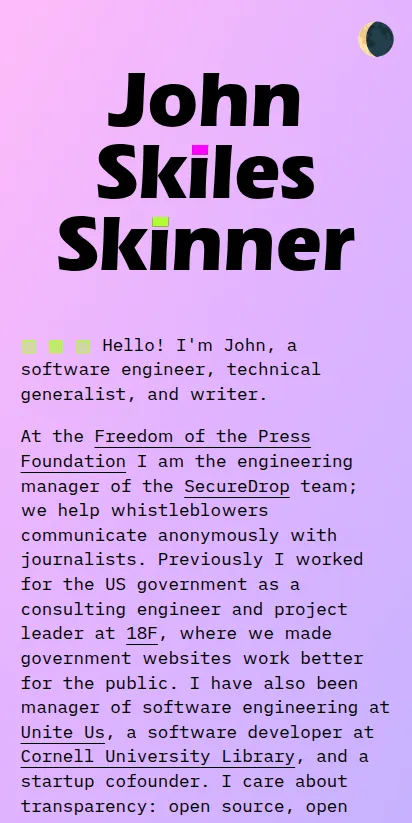 John
Skiles
Skinner
Hello! I'm John, a
software engineer, technical
generalist, and writer.
At the Freedom of the Press
Foundation I am the engineering
manager of the SecureDrop team;
we help whistleblowers
communicate anonymously with
journalists. Previously I worked
for the US government as a
consulting engineer and project
leader at 18F, where we made
government websites work better
for the public. I have also been
manager of software engineering at
Unite Us, a software developer at
Cornell University Library, and a
startup cofounder. I care about
transparency: open source, open